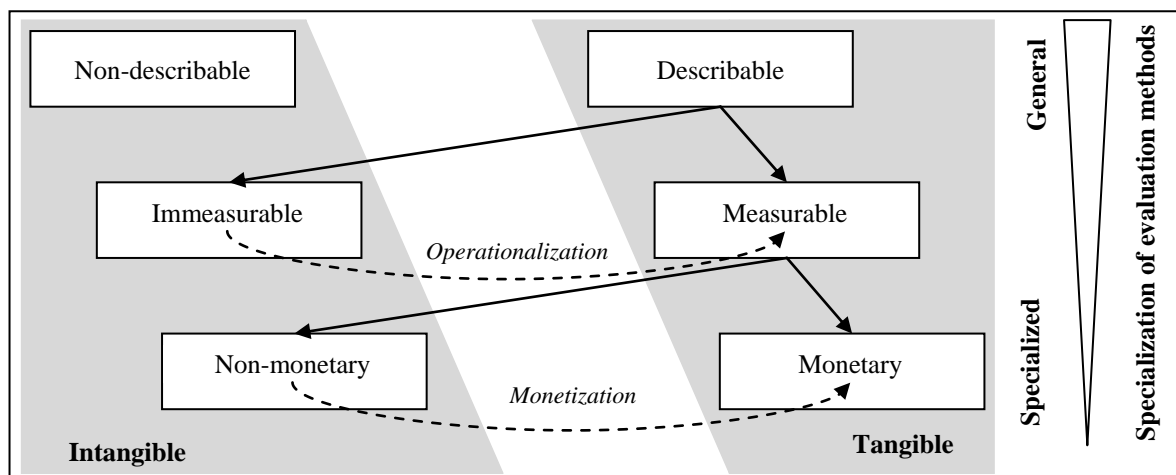 Non-describable
Describable
General
Specialization of evaluation methods
Immeasurable
Measurable
Operationalization
Non-monetary
Monetary
Specialized
Monetization
Intangible
Tangible